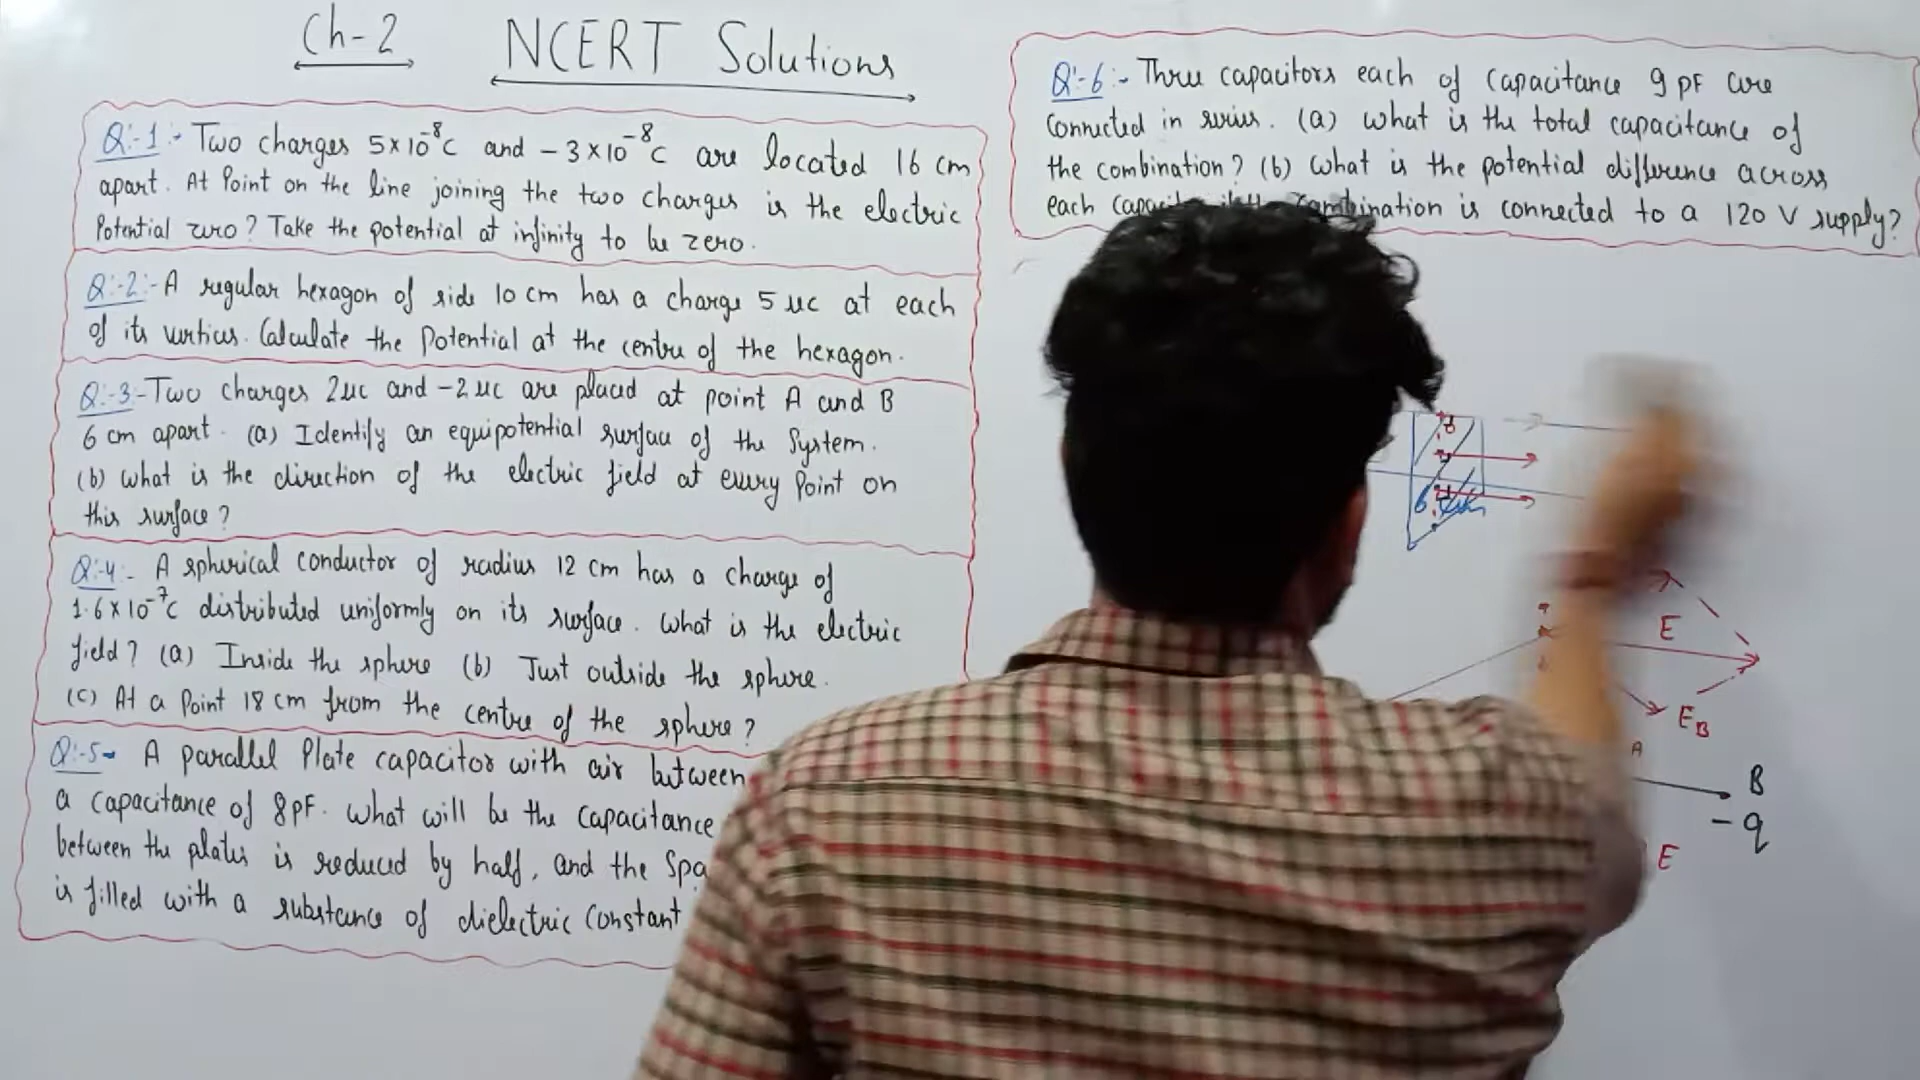 Ch-2 NCERT Solutions
Q:-1:- Two charges 5×10⁻⁸C and -3×10⁻⁸C are located 16 cm
apart. At Point on the line joining the two charges is the electric
Potential zero? Take the potential at infinity to be zero.
Q:-2:- A regular hexagon of side 10 cm has a charge 5 uc at each
of its vertices. Calculate the Potential at the centre of the hexagon.
Q:-3:- Two charges 2uc and -2uc are placed at point A and B
6 cm apart. (a) Identify an equipotential surface of the System.
(b) what is the direction of the electric field at every Point on
this surface?
Q:-4:- A spherical conductor of radius 12 cm has a charge of
1.6×10⁻⁷C distributed uniformly on its surface. what is the electric
field? (a) Inside the sphere (b) Just outside the sphere.
(c) At a Point 18 cm from the centre of the sphere?
Q:-5- A parallel Plate capacitor with air between
a capacitance of 8pF. What will be the capacitance
between the plates is reduced by half, and the Spa
is filled with a substance of dielectric Constant
Q:-6:- Three capacitors each of capacitance 9 pF are
Connected in series. (a) what is the total capacitance of
the combination? (b) What is the potential difference across
each combination is connected to a 120 V supply?
E
E_B
A
B
-q
E